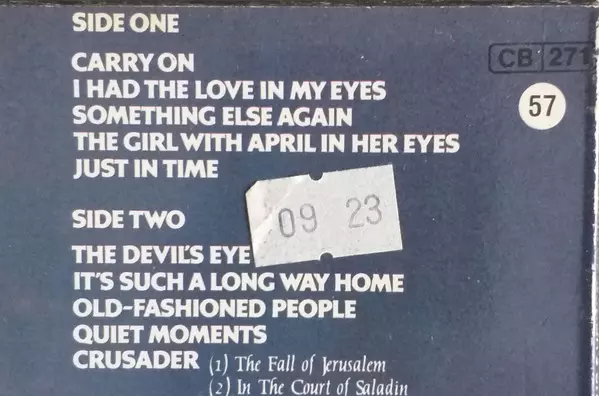 SIDE ONE
CB 271
CARRY ON
I HAD THE LOVE IN MY EYES
57
SOMETHING ELSE AGAIN
THE GIRL WITH APRIL IN HER EYES
JUST IN TIME
09 23
SIDE TWO
THE DEVIL'S EYE
IT'S SUCH A LONG WAY HOME
OLD-FASHIONED PEOPLE
QUIET MOMENTS
CRUSADER (1) The Fall of Jerusalem
(2) In The Court of Saladin